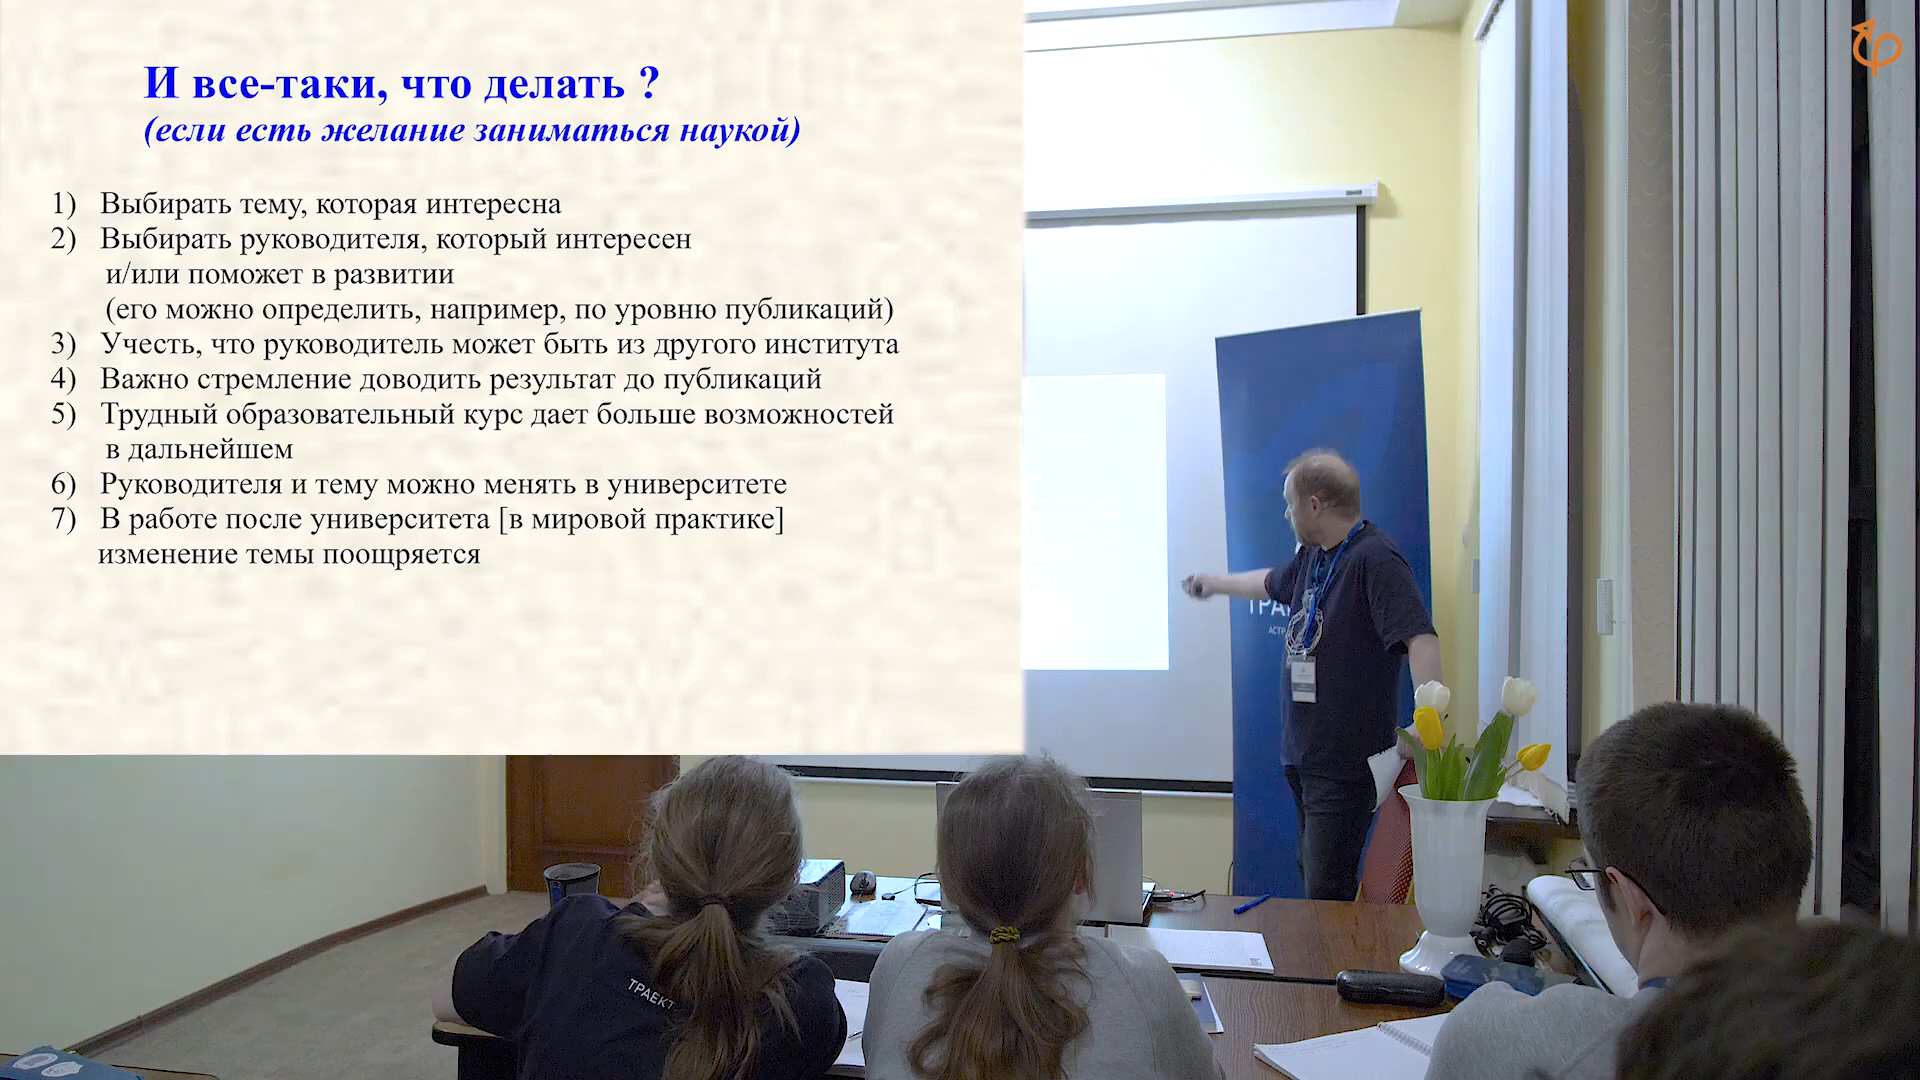 И все-таки, что делать ?
(если есть желание заниматься наукой)
1) Выбирать тему, которая интересна
2) Выбирать руководителя, который интересен
и/или поможет в развитии
(его можно определить, например, по уровню публикаций)
3) Учесть, что руководитель может быть из другого института
4) Важно стремление доводить результат до публикаций
5) Трудный образовательный курс дает больше возможностей
в дальнейшем
6) Руководителя и тему можно менять в университете
7) В работе после университета [в мировой практике]
изменение темы поощряется
ТРА
АСТР
ТРАЕКТ